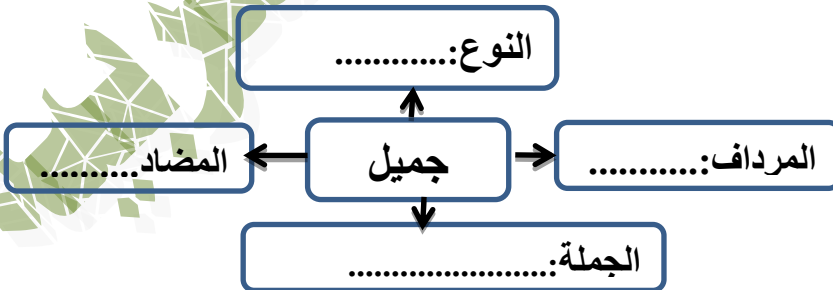 النوع:.............
المرداف:...........
جميل
المضاد..........
الجملة:.......................